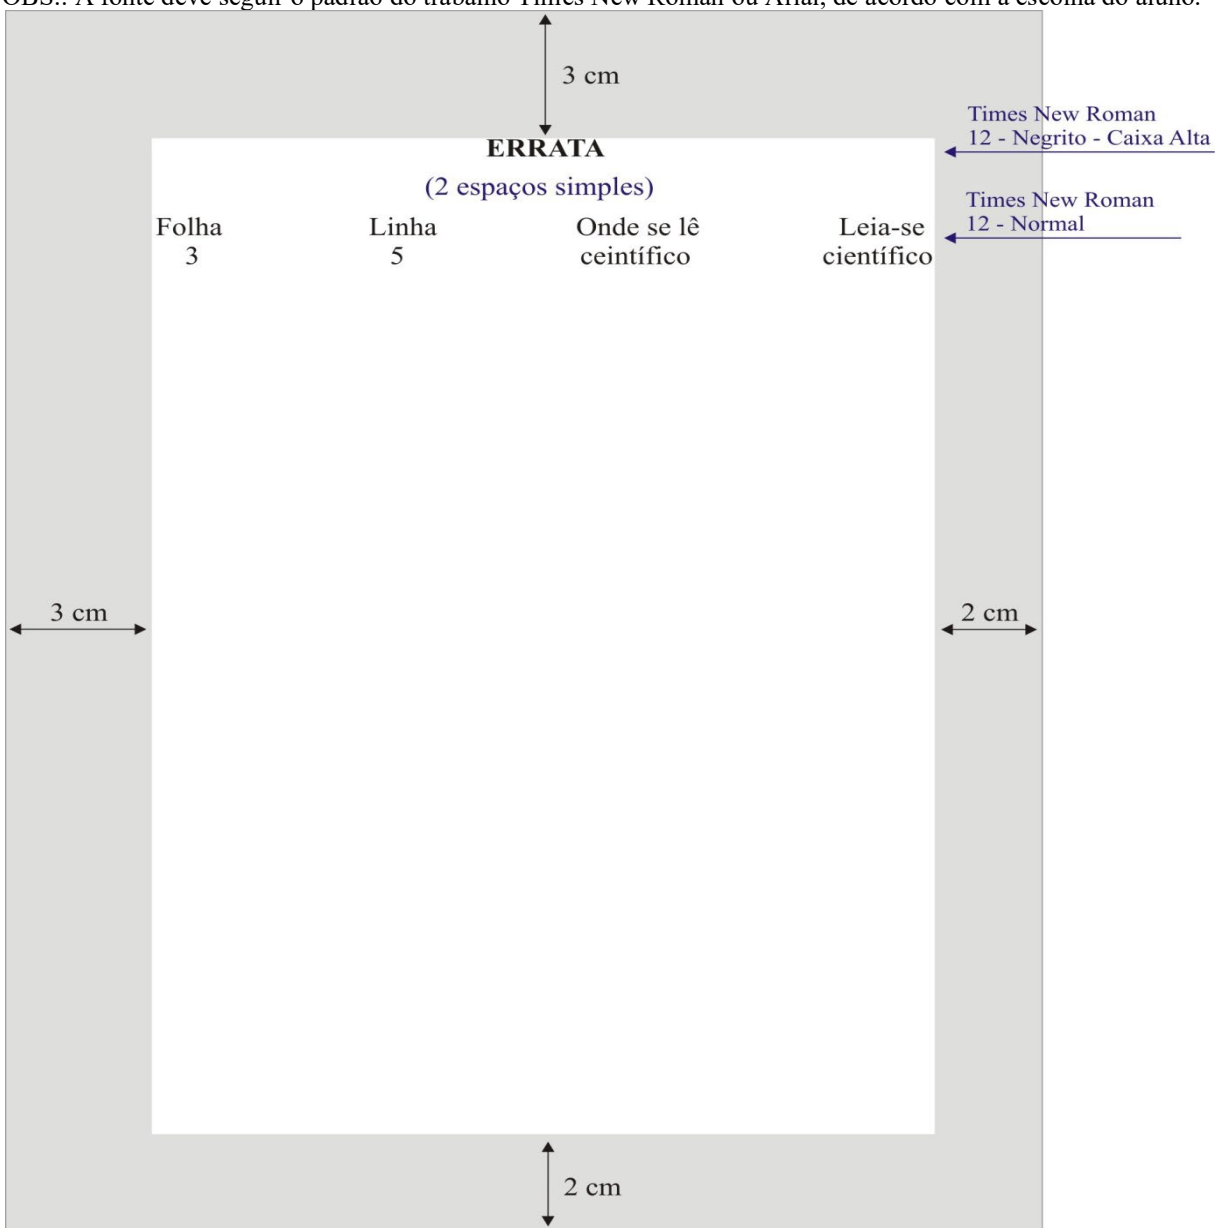 OBS.: A fonte deve seguir o padrão do trabalho Times New Roman ou Arial, de acordo com a escolha do aluno.
3 cm
Times New Roman
12 - Negrito - Caixa Alta
ERRATA
(2 espaços simples)
Times New Roman
12 - Normal
Folha Linha Onde se lê Leia-se
3 5 ceintífico científico
3 cm 2 cm
2 cm